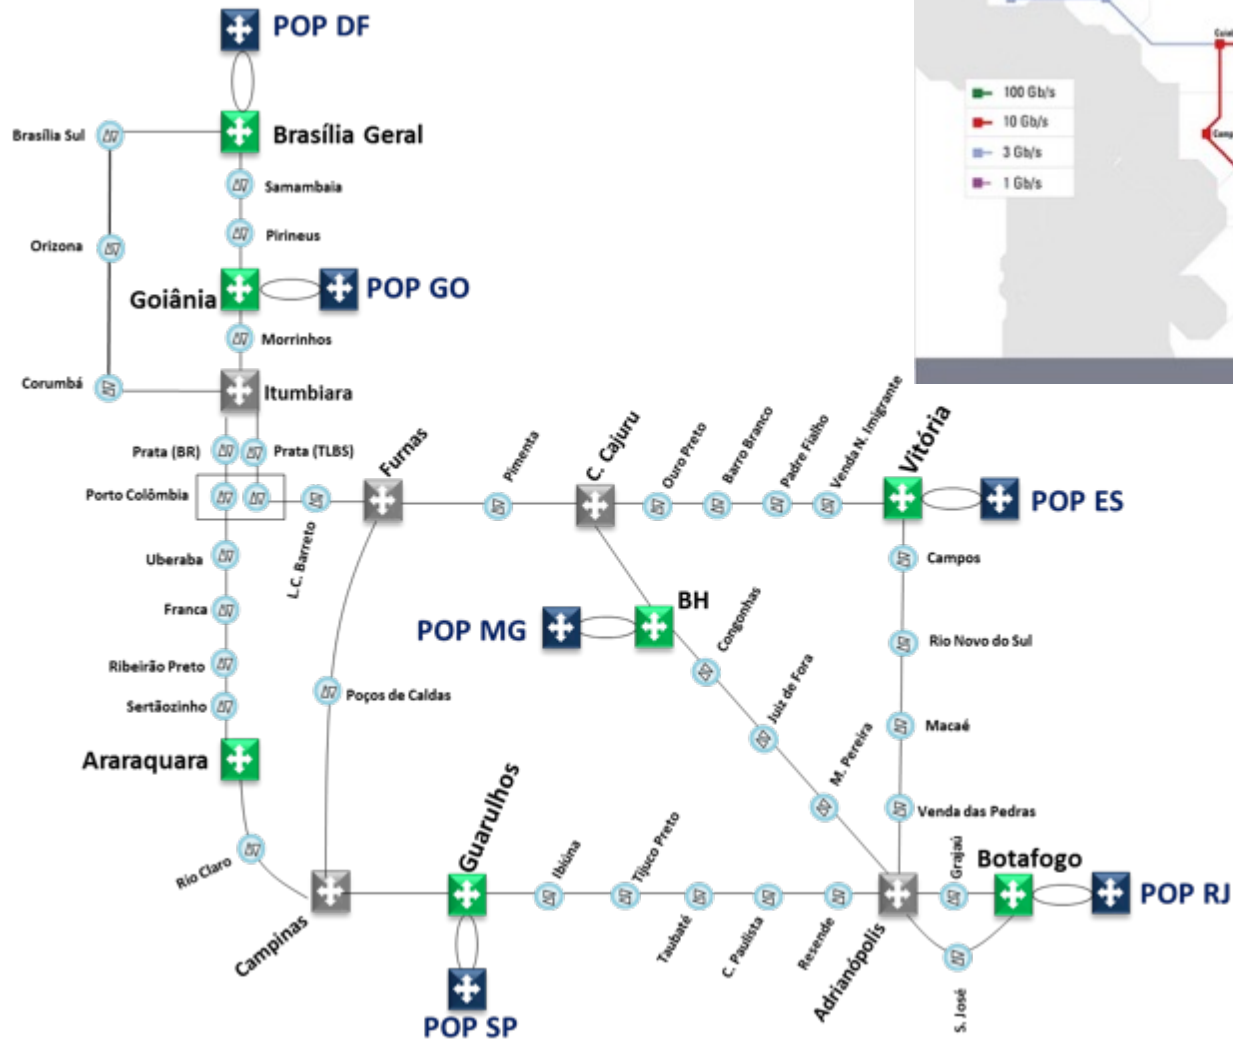 POP DF
Brasília Geral
Brasília Sul
Samambaia
Pirineus
Orizona
Goiânia
POP GO
Morrinhos
Corumbá
Itumbiara
Prata (BR)
Prata (TLBS)
Porto Colômbia
L.C. Barreto
Furnas
Pimenta
C. Cajuru
Ouro Preto
Barro Branco
Padre Fialho
Venda N. Imigrante
Vitória
POP ES
Uberaba
Franca
Ribeirão Preto
Sertãozinho
Araraquara
Rio Claro
Poços de Caldas
POP MG
BH
Congonhas
Juiz de Fora
M. Pereira
Campos
Rio Novo do Sul
Macaé
Venda das Pedras
Campinas
Guarulhos
POP SP
Ibiúna
Tijuco Preto
Taubaté
C. Paulista
Resende
Adrianópolis
Grajaú
S. José
Botafogo
POP RJ
100 Gb/s
10 Gb/s
3 Gb/s
1 Gb/s